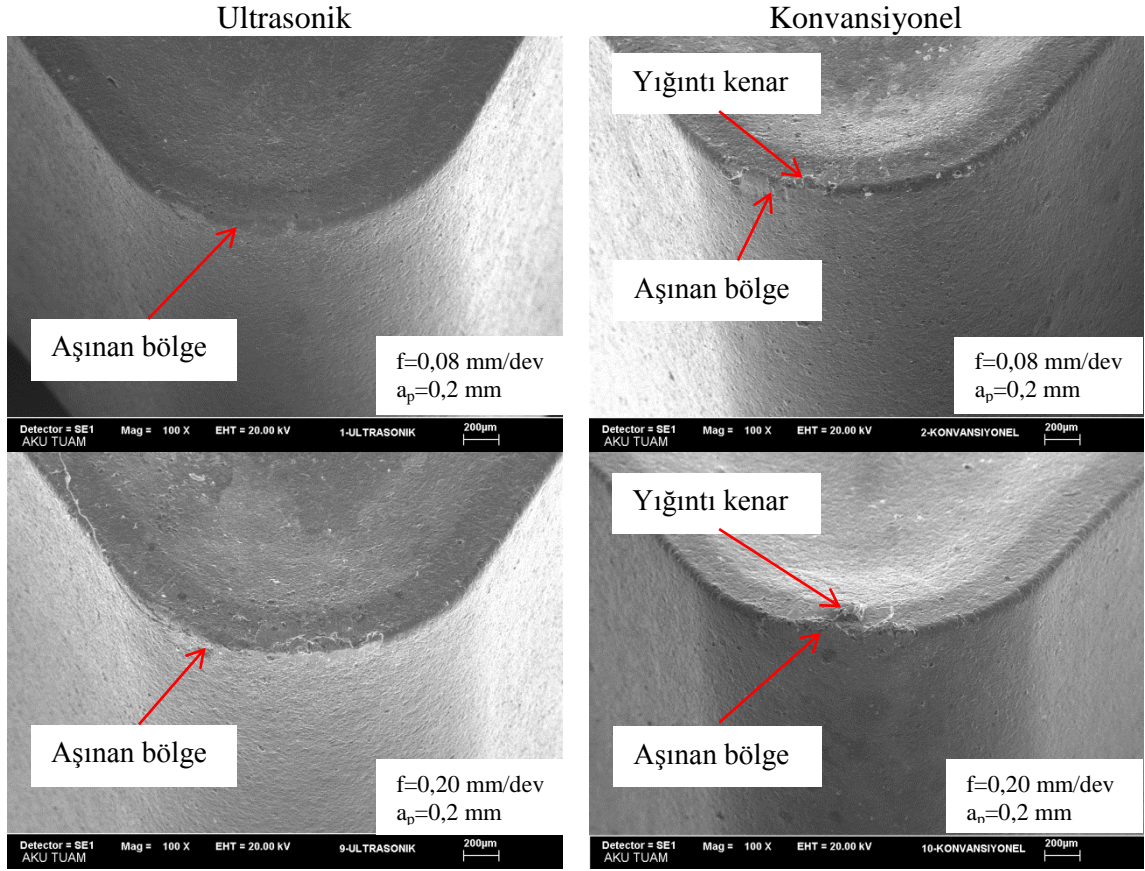 Ultrasonik
Konvansiyonel
Aşınan bölge
f=0,08 mm/dev
aₚ=0,2 mm
Detector = SE1 Mag = 100 X EHT = 20.00 kV 1-ULTRASONIK 200µm
AKU TUAM
Yığıntı kenar
Aşınan bölge
f=0,08 mm/dev
aₚ=0,2 mm
Detector = SE1 Mag = 100 X EHT = 20.00 kV 2-KONVANSIYONEL 200µm
AKU TUAM
Aşınan bölge
f=0,20 mm/dev
aₚ=0,2 mm
Detector = SE1 Mag = 100 X EHT = 20.00 kV 9-ULTRASONIK 200µm
AKU TUAM
Yığıntı kenar
Aşınan bölge
f=0,20 mm/dev
aₚ=0,2 mm
Detector = SE1 Mag = 100 X EHT = 20.00 kV 10-KONVANSIYONEL 200µm
AKU TUAM